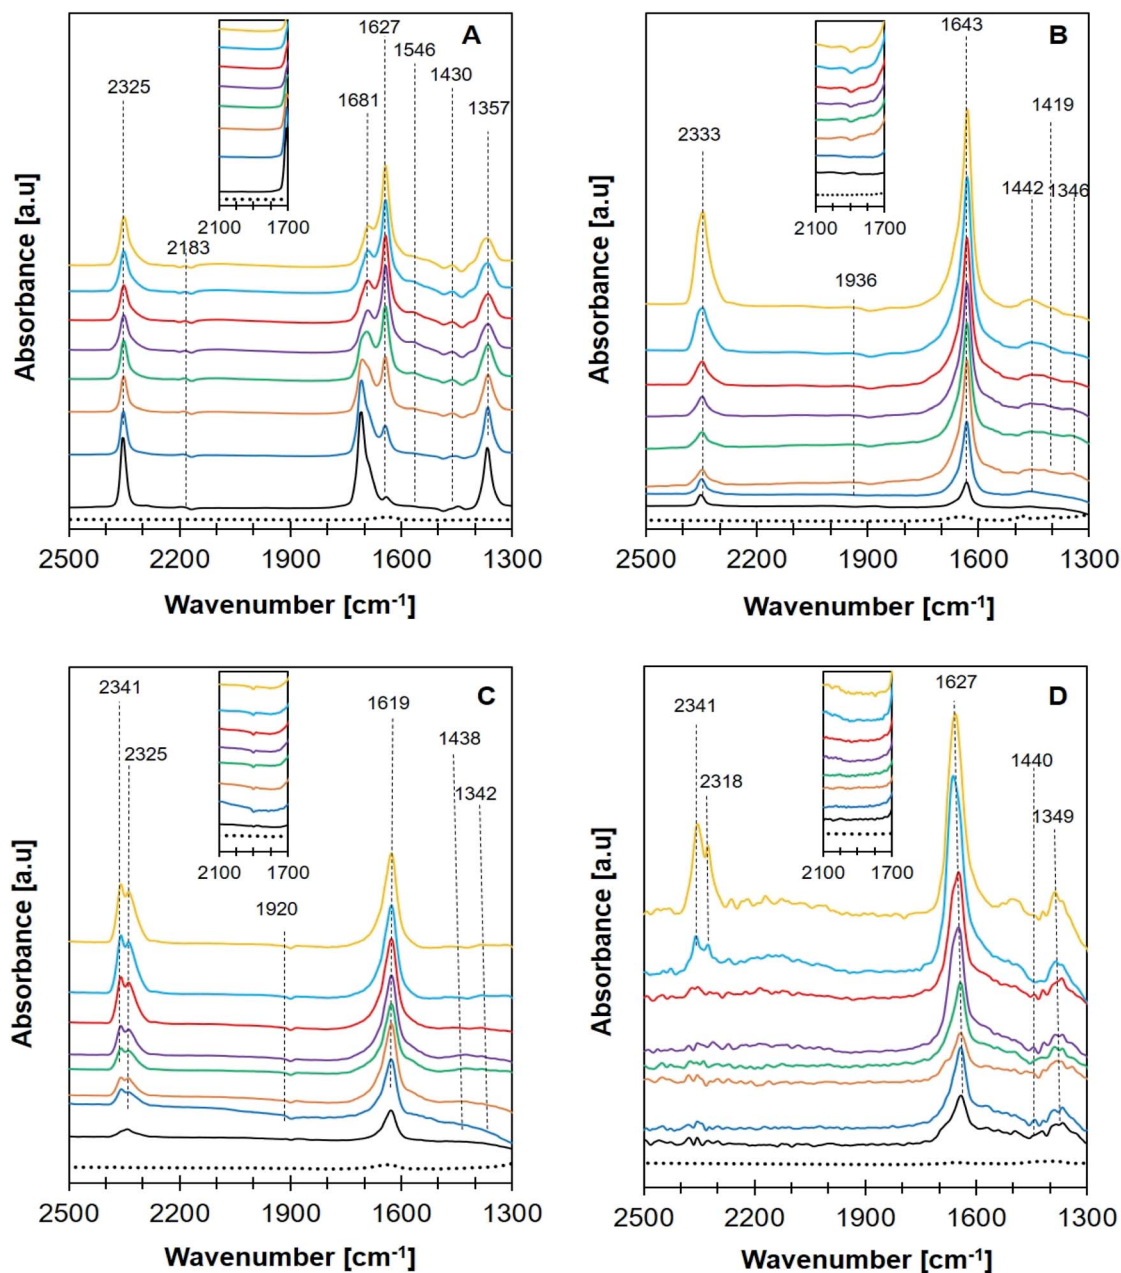 A
1627
1546
1430
2325
1681
1357
2183
2100 1700
Absorbance [a.u]
2500 2200 1900 1600 1300
Wavenumber [cm-1]
B
1643
1419
2333
1442 1346
1936
2100 1700
Absorbance [a.u]
2500 2200 1900 1600 1300
Wavenumber [cm-1]
C
2341
1619
2325
1438
1342
1920
2100 1700
Absorbance [a.u]
2500 2200 1900 1600 1300
Wavenumber [cm-1]
D
1627
2341
2318
1440
1349
2100 1700
Absorbance [a.u]
2500 2200 1900 1600 1300
Wavenumber [cm-1]